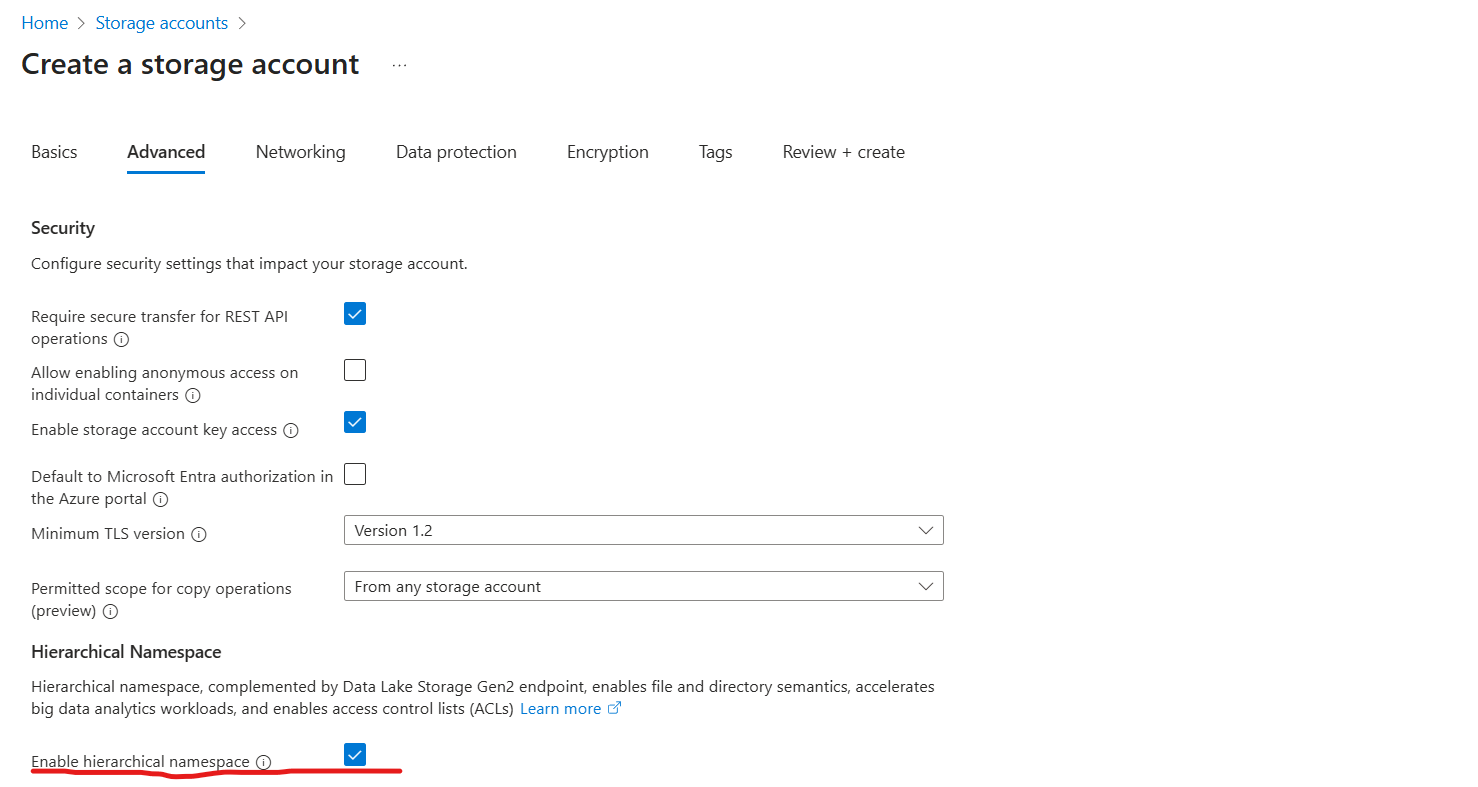 Home > Storage accounts >
Create a storage account ...
Basics Advanced Networking Data protection Encryption Tags Review + create
Security
Configure security settings that impact your storage account.
Require secure transfer for REST API
operations
Allow enabling anonymous access on
individual containers
Enable storage account key access
Default to Microsoft Entra authorization in
the Azure portal
Minimum TLS version Version 1.2
Permitted scope for copy operations From any storage account
(preview)
Hierarchical Namespace
Hierarchical namespace, complemented by Data Lake Storage Gen2 endpoint, enables file and directory semantics, accelerates
big data analytics workloads, and enables access control lists (ACLs) Learn more
Enable hierarchical namespace